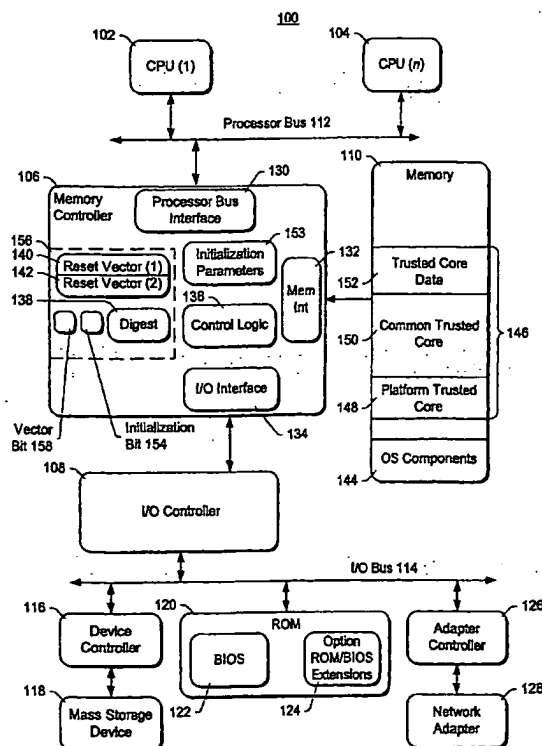 100
102
104
CPU (1)
CPU (n)
Processor Bus 112
106
130
110
Memory
Controller
Processor Bus
Interface
Memory
156
153
132
140
Reset Vector (1)
Initialization
Parameters
142
Reset Vector (2)
Mem
Int
152
Trusted Core
Data
138
136
Digest
Control Logic
150
Common Trusted
Core
146
I/O Interface
148
Platform Trusted
Core
Vector
Bit 158
Initialization
Bit 154
134
144
OS Components
108
I/O Controller
I/O Bus 114
116
120
126
Device
Controller
ROM
Adapter
Controller
BIOS
Option
ROM/BIOS
Extensions
118
122
124
128
Mass Storage
Device
Network
Adapter